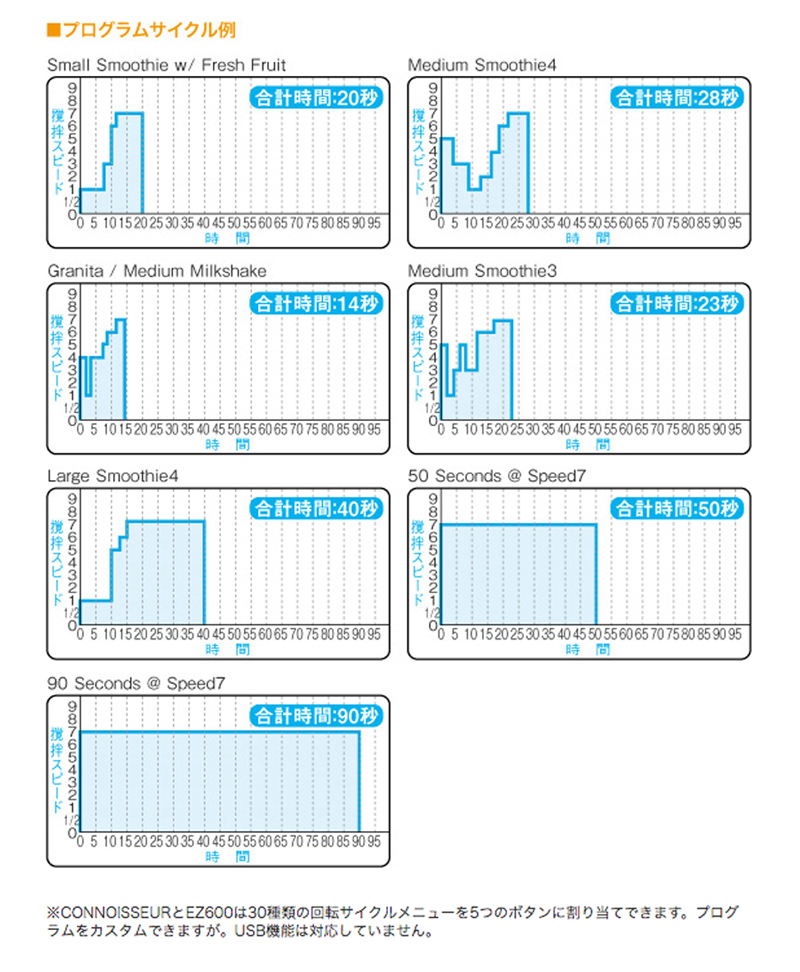 ■プログラムサイクル例
Small Smoothie w/ Fresh Fruit
合計時間:20秒
撹拌スピード
9
8
7
6
5
4
3
2
1
1/2
0
0 5 10 15 20 25 30 35 40 45 50 55 60 65 70 75 80 85 90 95
時 間
Medium Smoothie4
合計時間:28秒
撹拌スピード
9
8
7
6
5
4
3
2
1
1/2
0
0 5 10 15 20 25 30 35 40 45 50 55 60 65 70 75 80 85 90 95
時 間
Granita / Medium Milkshake
合計時間:14秒
撹拌スピード
9
8
7
6
5
4
3
2
1
1/2
0
0 5 10 15 20 25 30 35 40 45 50 55 60 65 70 75 80 85 90 95
時 間
Medium Smoothie3
合計時間:23秒
撹拌スピード
9
8
7
6
5
4
3
2
1
1/2
0
0 5 10 15 20 25 30 35 40 45 50 55 60 65 70 75 80 85 90 95
時 間
Large Smoothie4
合計時間:40秒
撹拌スピード
9
8
7
6
5
4
3
2
1
1/2
0
0 5 10 15 20 25 30 35 40 45 50 55 60 65 70 75 80 85 90 95
時 間
50 Seconds @ Speed7
合計時間:50秒
撹拌スピード
9
8
7
6
5
4
3
2
1
1/2
0
0 5 10 15 20 25 30 35 40 45 50 55 60 65 70 75 80 85 90 95
時 間
90 Seconds @ Speed7
合計時間:90秒
撹拌スピード
9
8
7
6
5
4
3
2
1
1/2
0
0 5 10 15 20 25 30 35 40 45 50 55 60 65 70 75 80 85 90 95
時 間
※CONNOISSEURとEZ600は30種類の回転サイクルメニューを5つのボタンに割り当てできます。プログ
ラムをカスタムできますが。USB機能は対応していません。